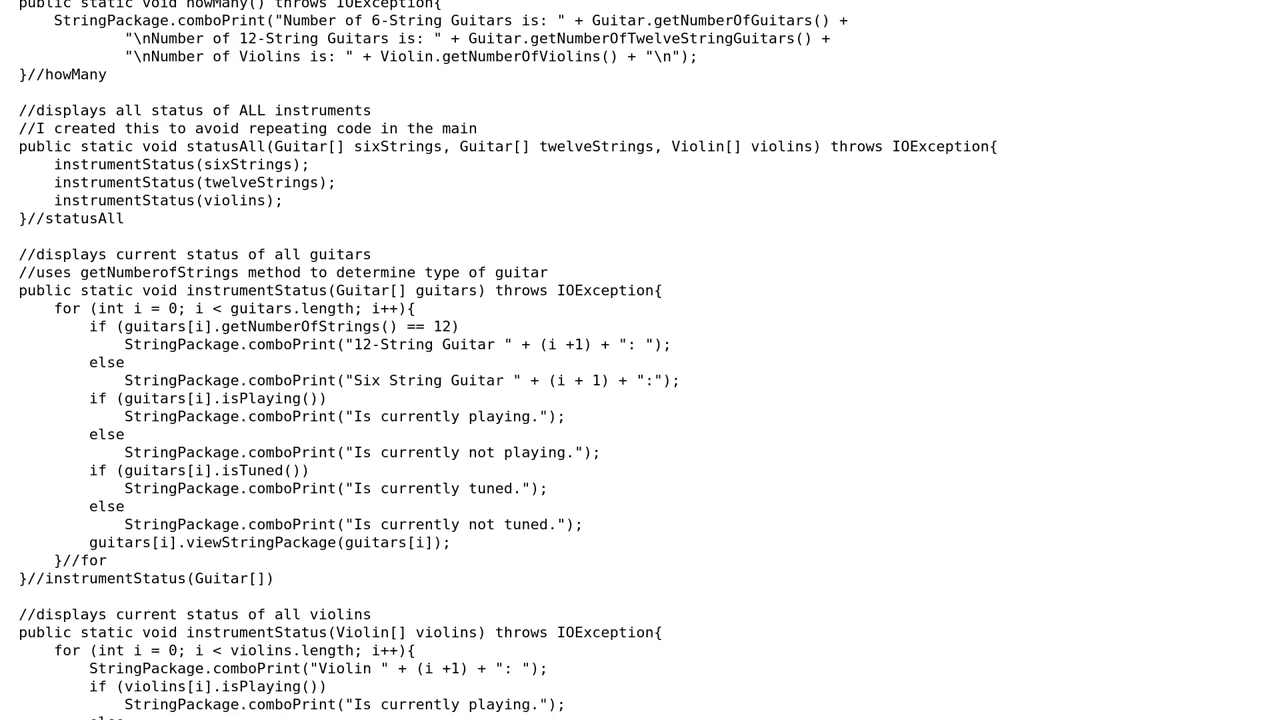 public static void howMany() throws IOException{
    StringPackage.comboPrint("Number of 6-String Guitars is: " + Guitar.getNumberOfGuitars() +
            "\nNumber of 12-String Guitars is: " + Guitar.getNumberOfTwelveStringGuitars() +
            "\nNumber of Violins is: " + Violin.getNumberOfViolins() + "\n");
}//howMany

//displays all status of ALL instruments
//I created this to avoid repeating code in the main
public static void statusAll(Guitar[] sixStrings, Guitar[] twelveStrings, Violin[] violins) throws IOException{
    instrumentStatus(sixStrings);
    instrumentStatus(twelveStrings);
    instrumentStatus(violins);
}//statusAll

//displays current status of all guitars
//uses getNumberofStrings method to determine type of guitar
public static void instrumentStatus(Guitar[] guitars) throws IOException{
    for (int i = 0; i < guitars.length; i++){
        if (guitars[i].getNumberOfStrings() == 12)
            StringPackage.comboPrint("12-String Guitar " + (i +1) + ": ");
        else
            StringPackage.comboPrint("Six String Guitar " + (i + 1) + ":");
        if (guitars[i].isPlaying())
            StringPackage.comboPrint("Is currently playing.");
        else
            StringPackage.comboPrint("Is currently not playing.");
        if (guitars[i].isTuned())
            StringPackage.comboPrint("Is currently tuned.");
        else
            StringPackage.comboPrint("Is currently not tuned.");
        guitars[i].viewStringPackage(guitars[i]);
    }//for
}//instrumentStatus(Guitar[])

//displays current status of all violins
public static void instrumentStatus(Violin[] violins) throws IOException{
    for (int i = 0; i < violins.length; i++){
        StringPackage.comboPrint("Violin " + (i +1) + ": ");
        if (violins[i].isPlaying())
            StringPackage.comboPrint("Is currently playing.");
        else